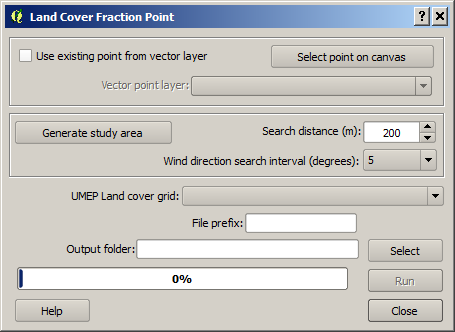 Land Cover Fraction Point
Use existing point from vector layer
Select point on canvas
Vector point layer:
Generate study area
Search distance (m): 200
Wind direction search interval (degrees): 5
UMEP Land cover grid:
File prefix:
Output folder:
Select
0%
Run
Help
Close